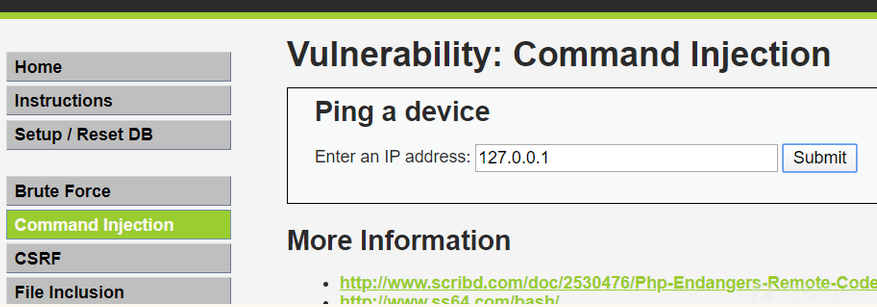 Home
Instructions
Setup / Reset DB
Brute Force
Command Injection
CSRF
File Inclusion
Vulnerability: Command Injection
Ping a device
Enter an IP address: 127.0.0.1 Submit
More Information
http://www.scribd.com/doc/2530476/Php-Endangers-Remote-Code
http://www.ss64.com/bash/